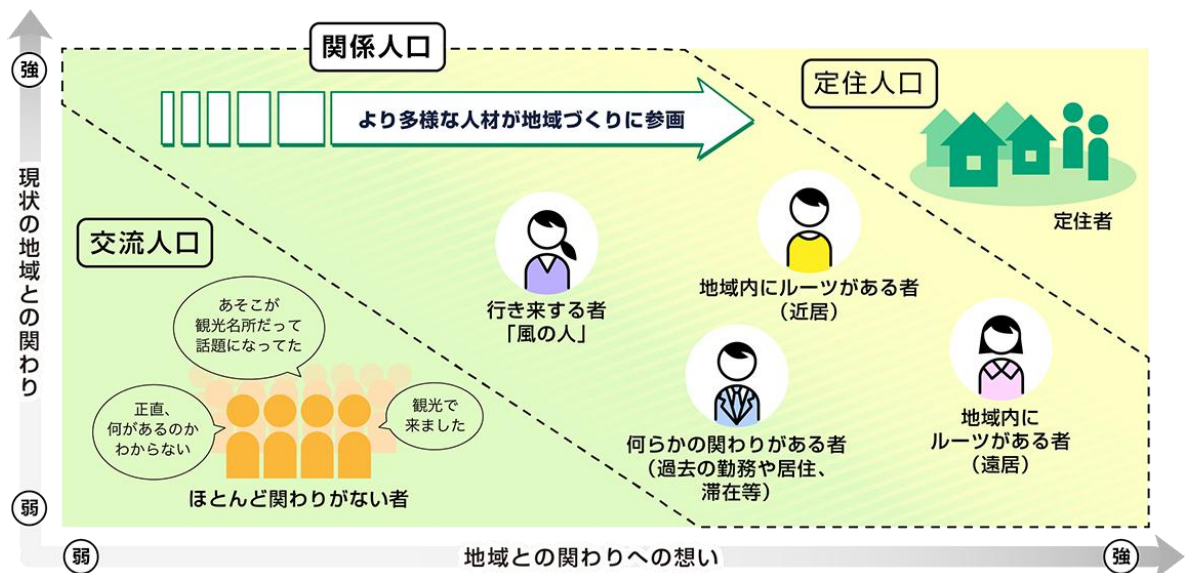 関係人口
強
より多様な人材が地域づくりに参画
定住人口
定住者
現状の地域との関わり
交流人口
あそこが
観光名所だって
話題になってた
正直、
何があるのか
わからない
観光で
来ました
ほとんど関わりがない者
行き来する者
「風の人」
地域内にルーツがある者
（近居）
何らかの関わりがある者
（過去の勤務や居住、
滞在等）
地域内に
ルーツがある者
（遠居）
弱
弱
地域との関わりへの想い
強